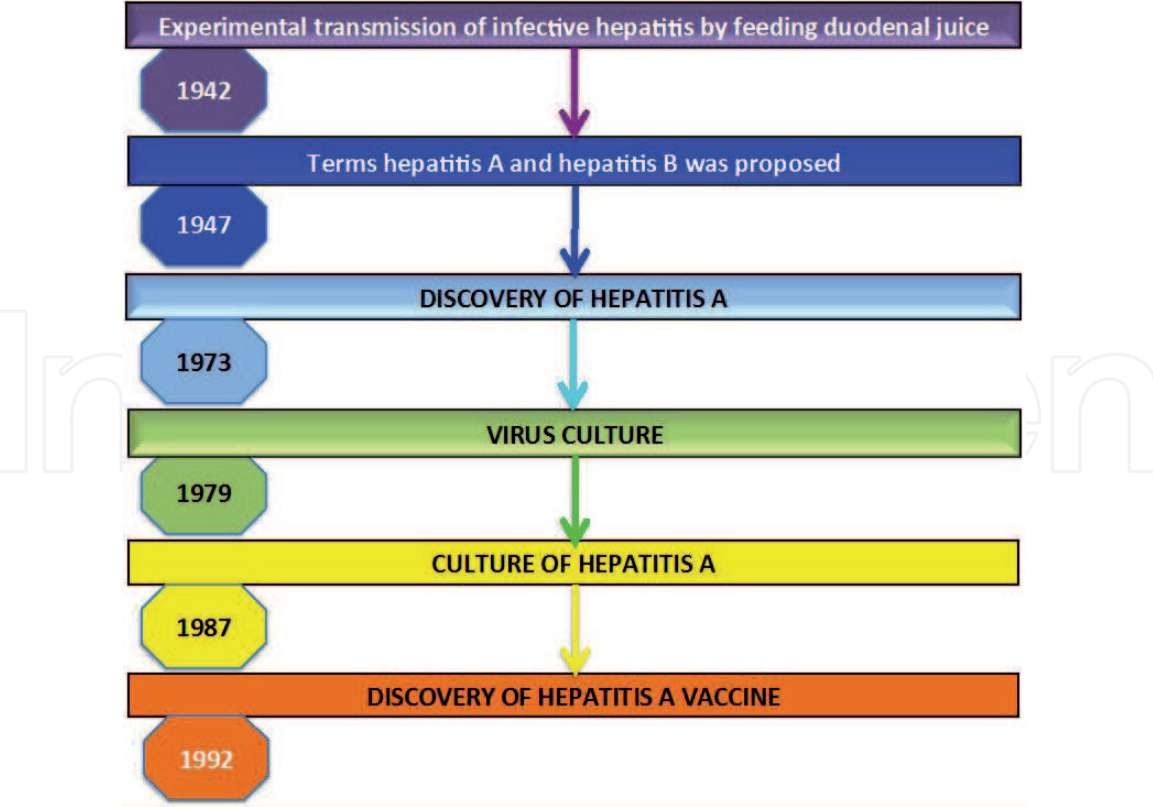 Experimental transmission of infective hepatitis by feeding duodenal juice
1942
Terms hepatitis A and hepatitis B was proposed
1947
DISCOVERY OF HEPATITIS A
1973
VIRUS CULTURE
1979
CULTURE OF HEPATITIS A
1987
DISCOVERY OF HEPATITIS A VACCINE
1992